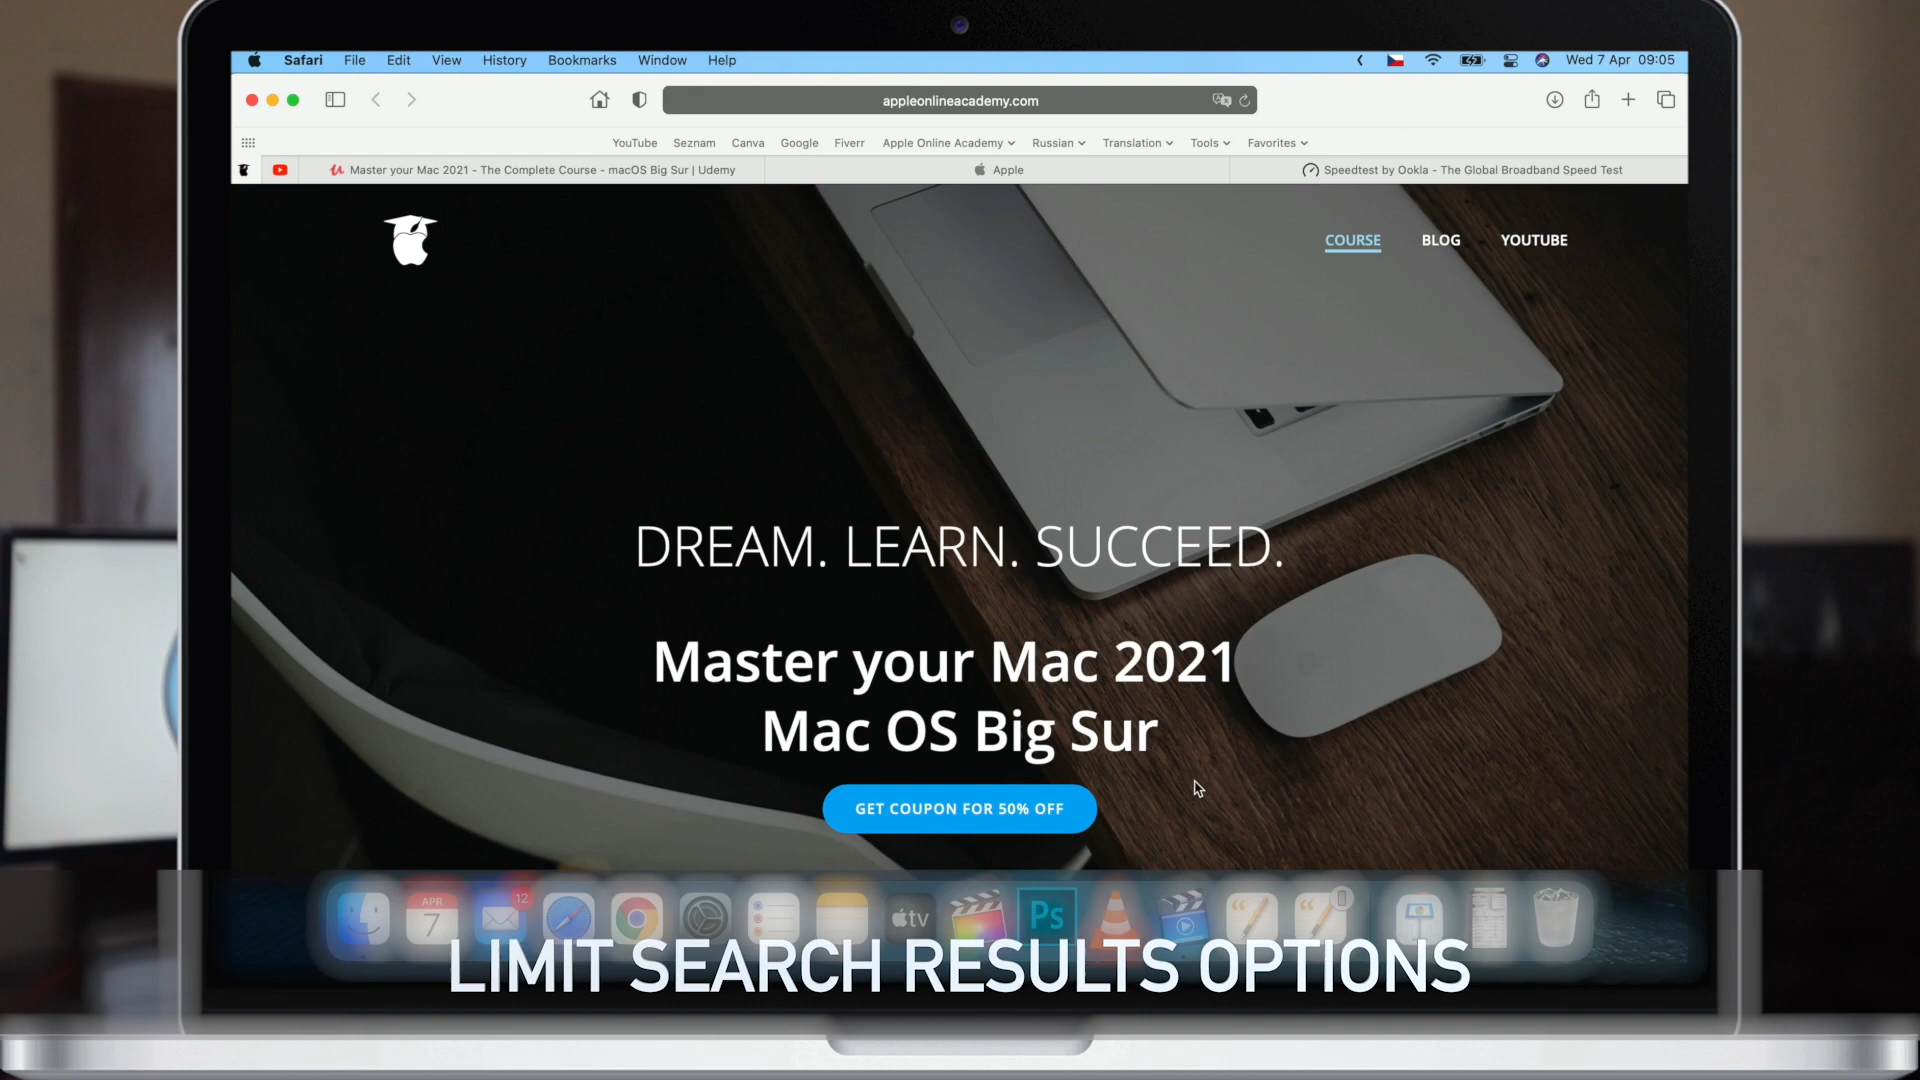 Safari File Edit View History Bookmarks Window Help Wed 7 Apr 09:05
appleonlineacademy.com
YouTube Seznam Canva Google Fiverr Apple Online Academy Russian Translation Tools Favorites
Master your Mac 2021 - The Complete Course - macOS Big Sur | Udemy Apple Speedtest by Ookla - The Global Broadband Speed Test
COURSE BLOG YOUTUBE
DREAM. LEARN. SUCCEED.
Master your Mac 2021
Mac OS Big Sur
GET COUPON FOR 50% OFF
APR
7
12
tv
Ps
LIMIT SEARCH RESULTS OPTIONS